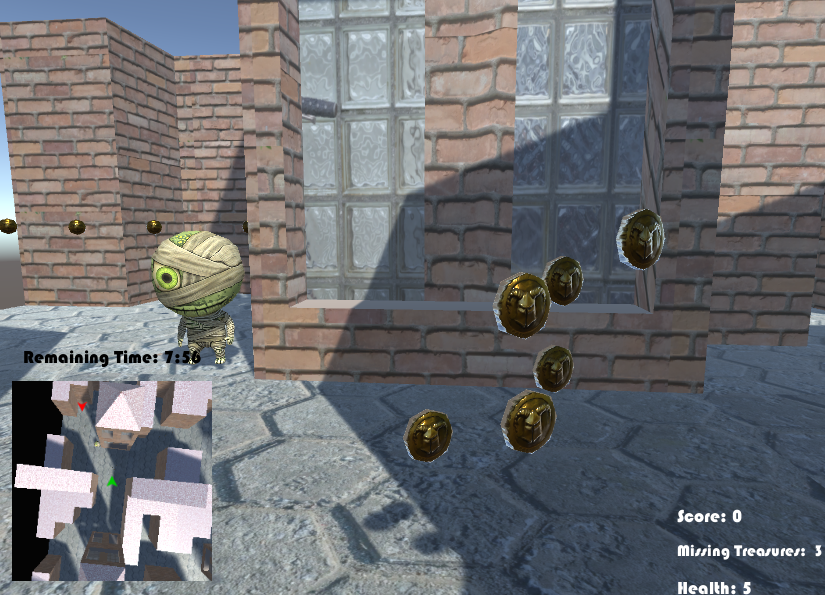 Remaining Time: 7:56
Score: 0
Missing Treasures: 3
Health: 5